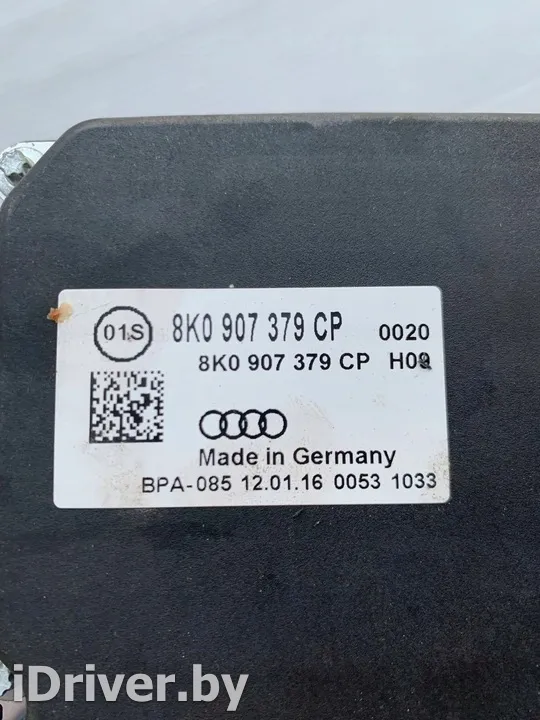 01S 8K0 907 379 CP 0020
8K0 907 379 CP
Made in Germany
BPA-085 12.01.16 0053 1033
iDriver.by